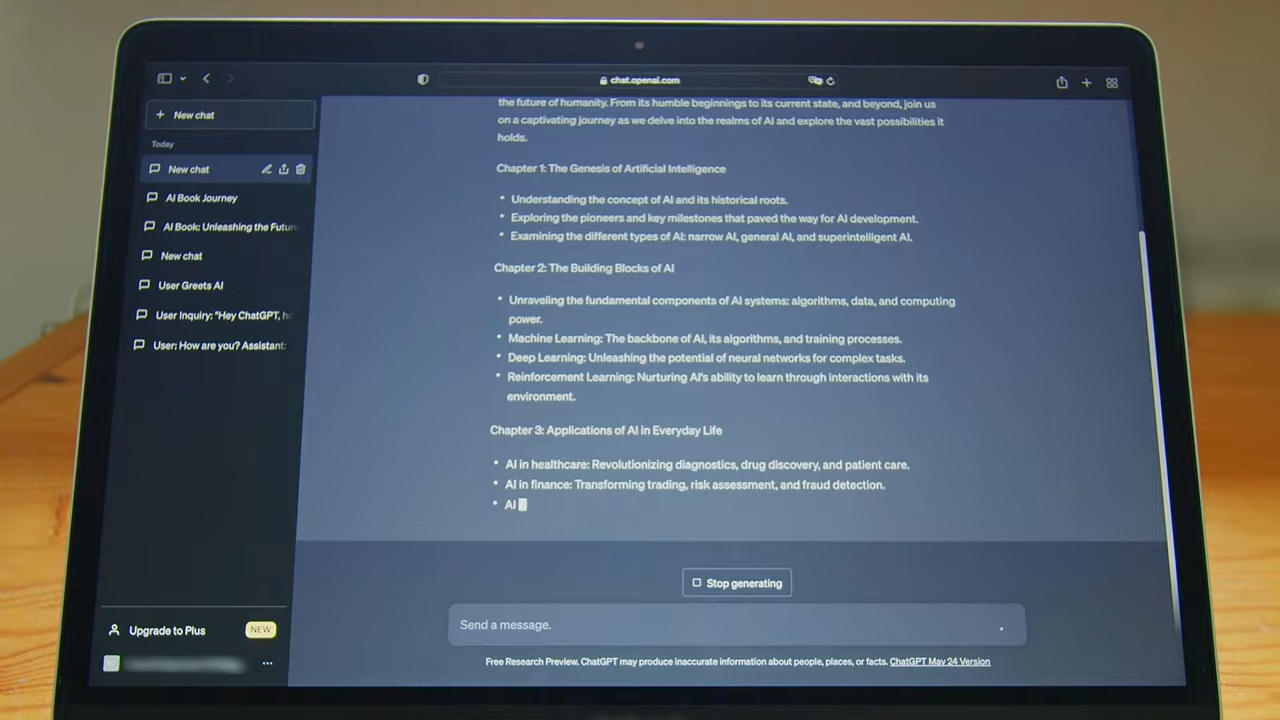 chat.openai.com
New chat
Today
New chat
AI Book Journey
AI Book: Unleashing the Futur
New chat
User Greets AI
User Inquiry: "Hey ChatGPT, ho
User: How are you? Assistant:
Upgrade to Plus
NEW
the future of humanity. From its humble beginnings to its current state, and beyond, join us
on a captivating journey as we delve into the realms of AI and explore the vast possibilities it
holds.
Chapter 1: The Genesis of Artificial Intelligence
• Understanding the concept of AI and its historical roots.
• Exploring the pioneers and key milestones that paved the way for AI development.
• Examining the different types of AI: narrow AI, general AI, and superintelligent AI.
Chapter 2: The Building Blocks of AI
• Unraveling the fundamental components of AI systems: algorithms, data, and computing
power.
• Machine Learning: The backbone of AI, its algorithms, and training processes.
• Deep Learning: Unleashing the potential of neural networks for complex tasks.
• Reinforcement Learning: Nurturing AI's ability to learn through interactions with its
environment.
Chapter 3: Applications of AI in Everyday Life
• AI in healthcare: Revolutionizing diagnostics, drug discovery, and patient care.
• AI in finance: Transforming trading, risk assessment, and fraud detection.
• AI
Stop generating
Send a message.
Free Research Preview. ChatGPT may produce inaccurate information about people, places, or facts. ChatGPT May 24 Version